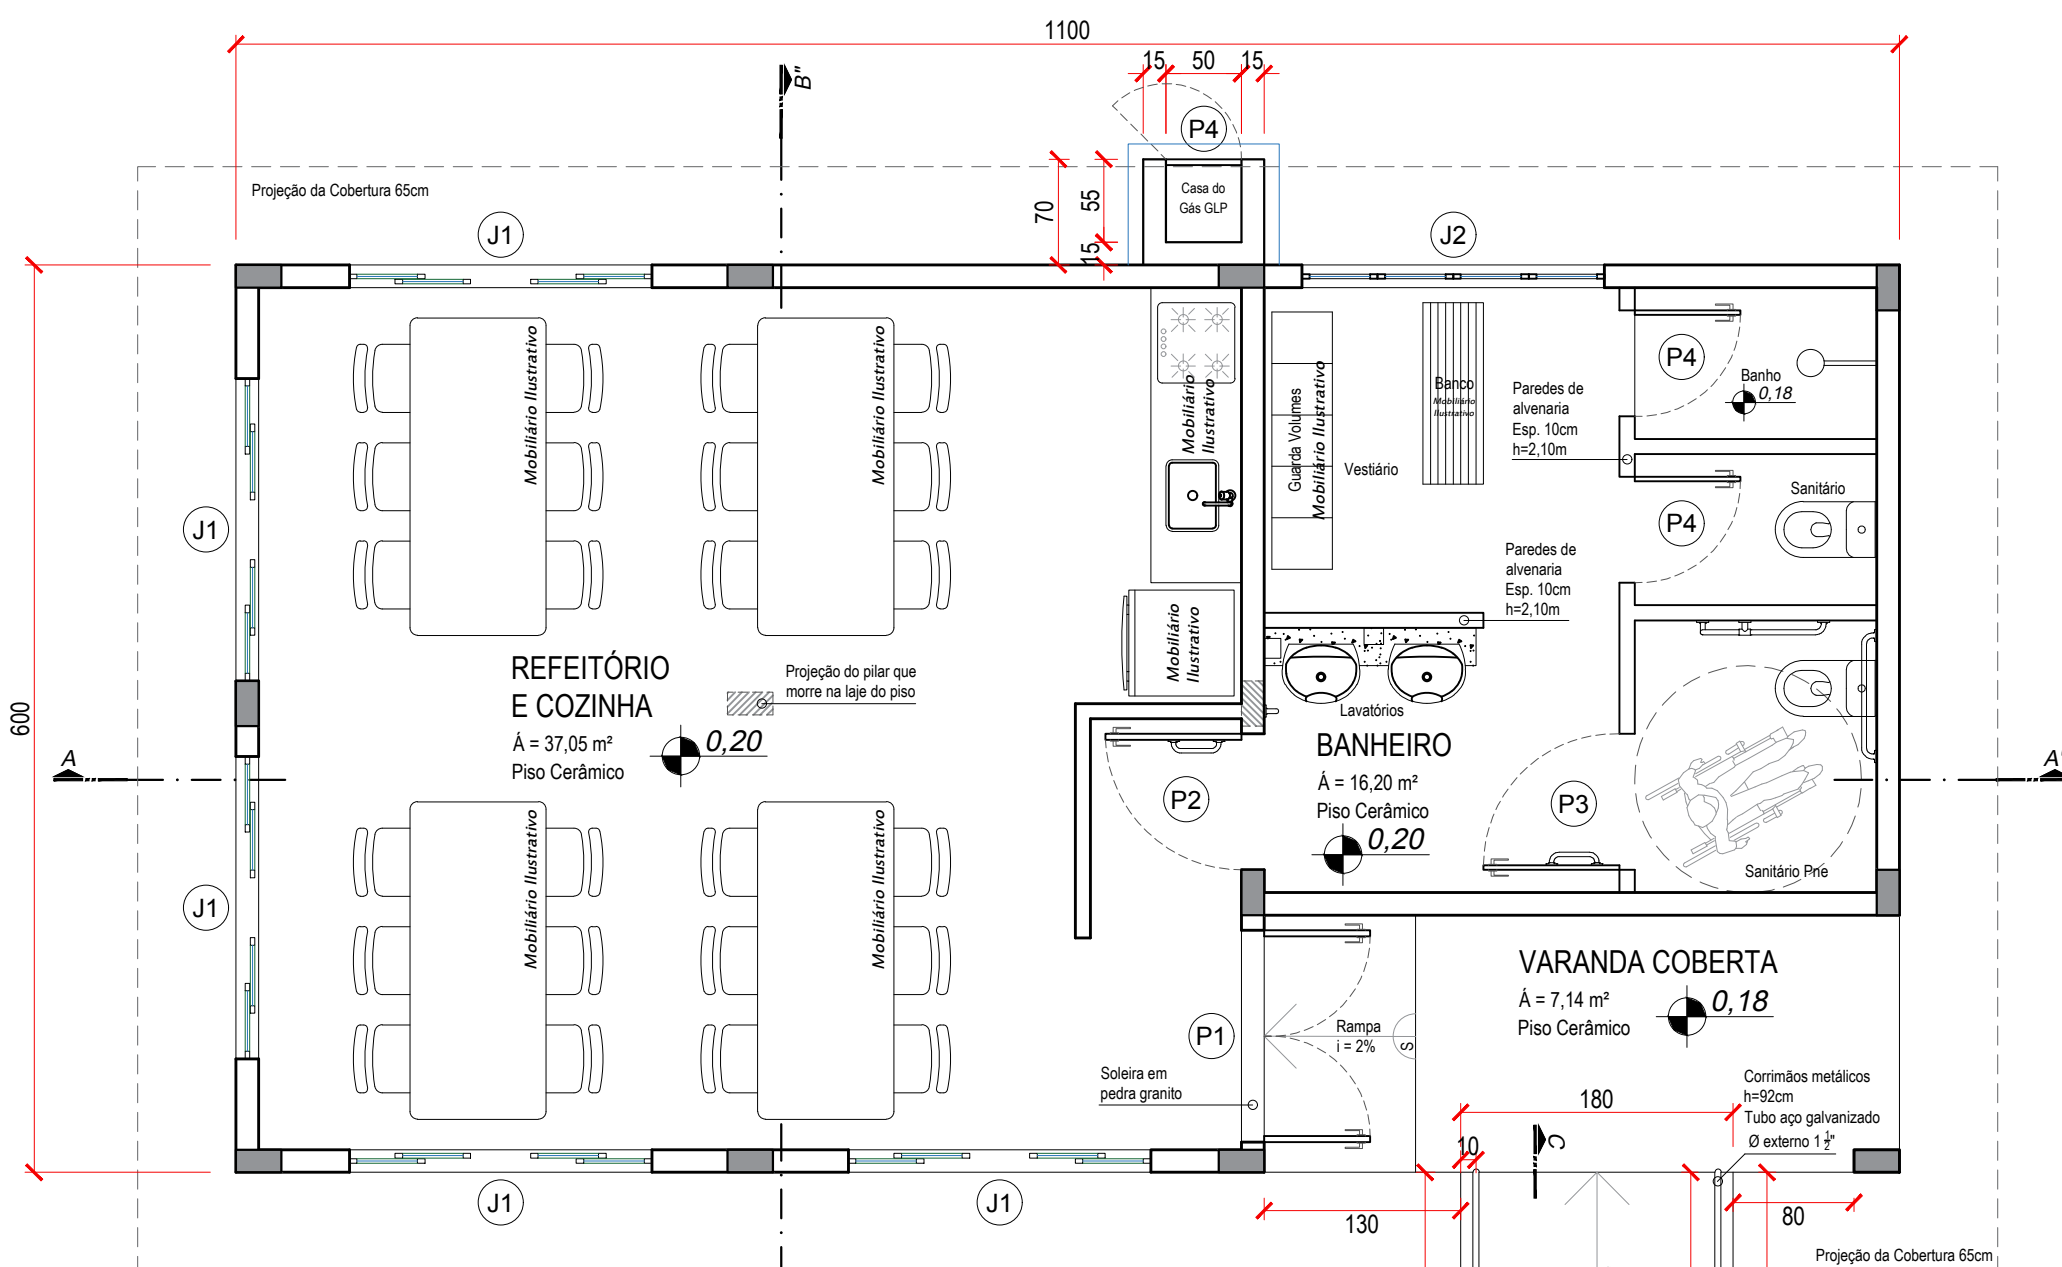 1100
15 50 15
B"
P4
Projeção da Cobertura 65cm
Casa do
Gás GLP
70
55
15
J1
J2
Mobiliário Ilustrativo
Mobiliário Ilustrativo
Mobiliário
Ilustrativo
Guarda Volumes
Mobiliário Ilustrativo
Banco
Mobiliário
Ilustrativo
Vestiário
Paredes de
alvenaria
Esp. 10cm
h=2,10m
P4
Banho
0,18
J1
P4
Sanitário
Paredes de
alvenaria
Esp. 10cm
h=2,10m
Mobiliário
Ilustrativo
REFEITÓRIO
E COZINHA
Á = 37,05 m²
Piso Cerâmico
0,20
Projeção do pilar que
morre na laje do piso
600
A
Lavatórios
BANHEIRO
Á = 16,20 m²
Piso Cerâmico
0,20
P2
P3
Sanitário Pne
A"
J1
Mobiliário Ilustrativo
Mobiliário Ilustrativo
VARANDA COBERTA
Á = 7,14 m²
Piso Cerâmico
0,18
P1
Rampa
i = 2%
S
Soleira em
pedra granito
Corrimãos metálicos
h=92cm
Tubo aço galvanizado
Ø externo 1 ½"
180
10
C
J1
J1
130
80
Projeção da Cobertura 65cm